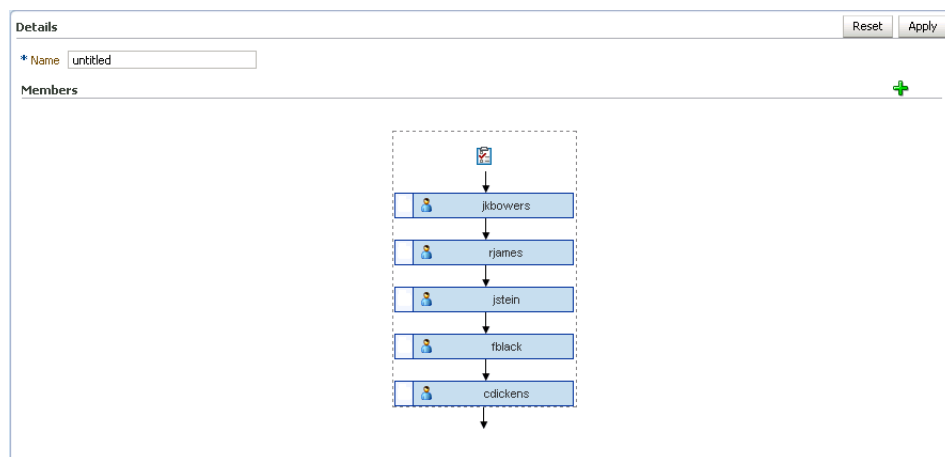 Details
Reset Apply
* Name untitled
Members
jkbowers
rjames
jstein
fblack
cdickens